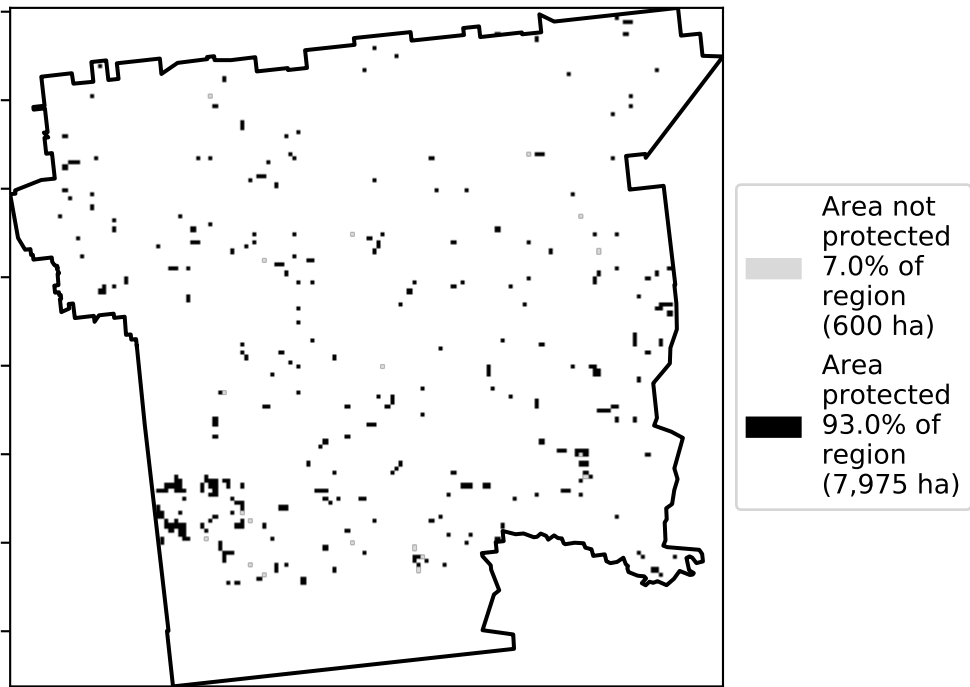 Area not
protected
7.0% of
region
(600 ha)
Area
protected
93.0% of
region
(7,975 ha)